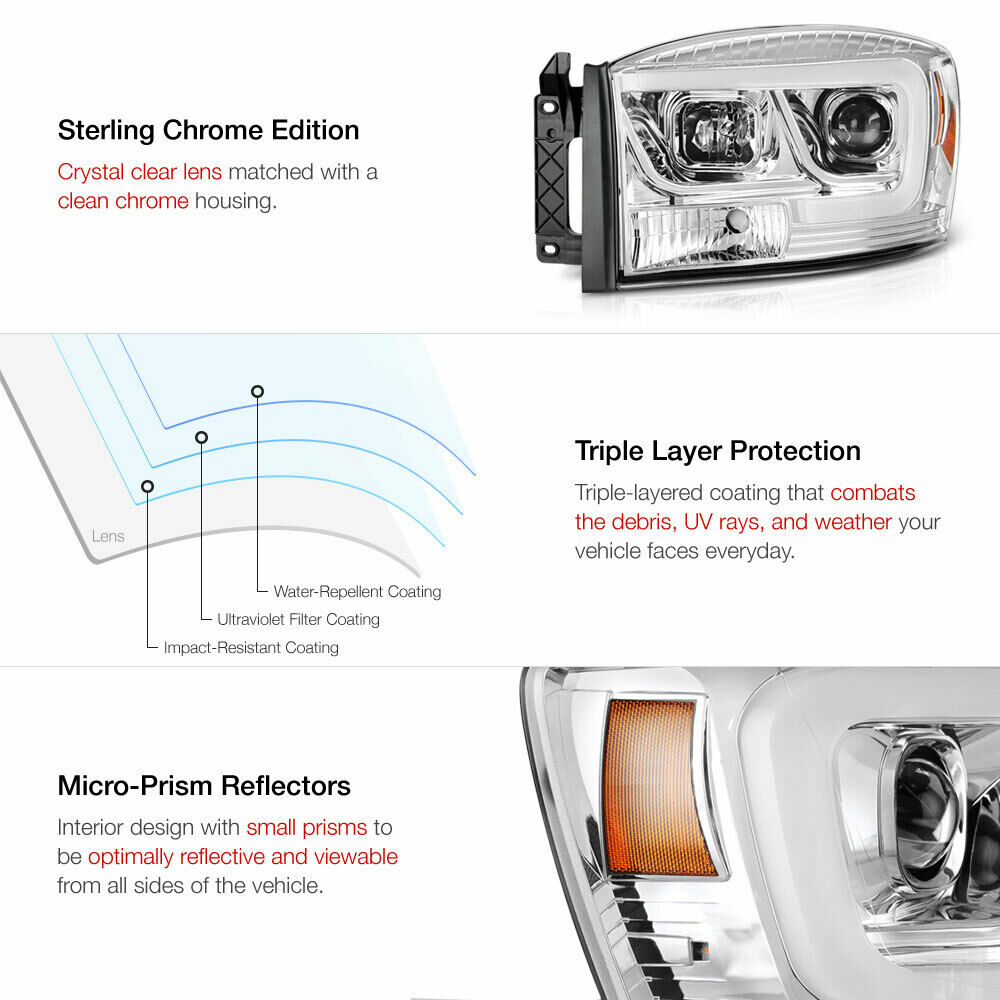 Sterling Chrome Edition
Crystal clear lens matched with a
clean chrome housing.
Lens
Water-Repellent Coating
Ultraviolet Filter Coating
Impact-Resistant Coating
Triple Layer Protection
Triple-layered coating that combats
the debris, UV rays, and weather your
vehicle faces everyday.
Micro-Prism Reflectors
Interior design with small prisms to
be optimally reflective and viewable
from all sides of the vehicle.